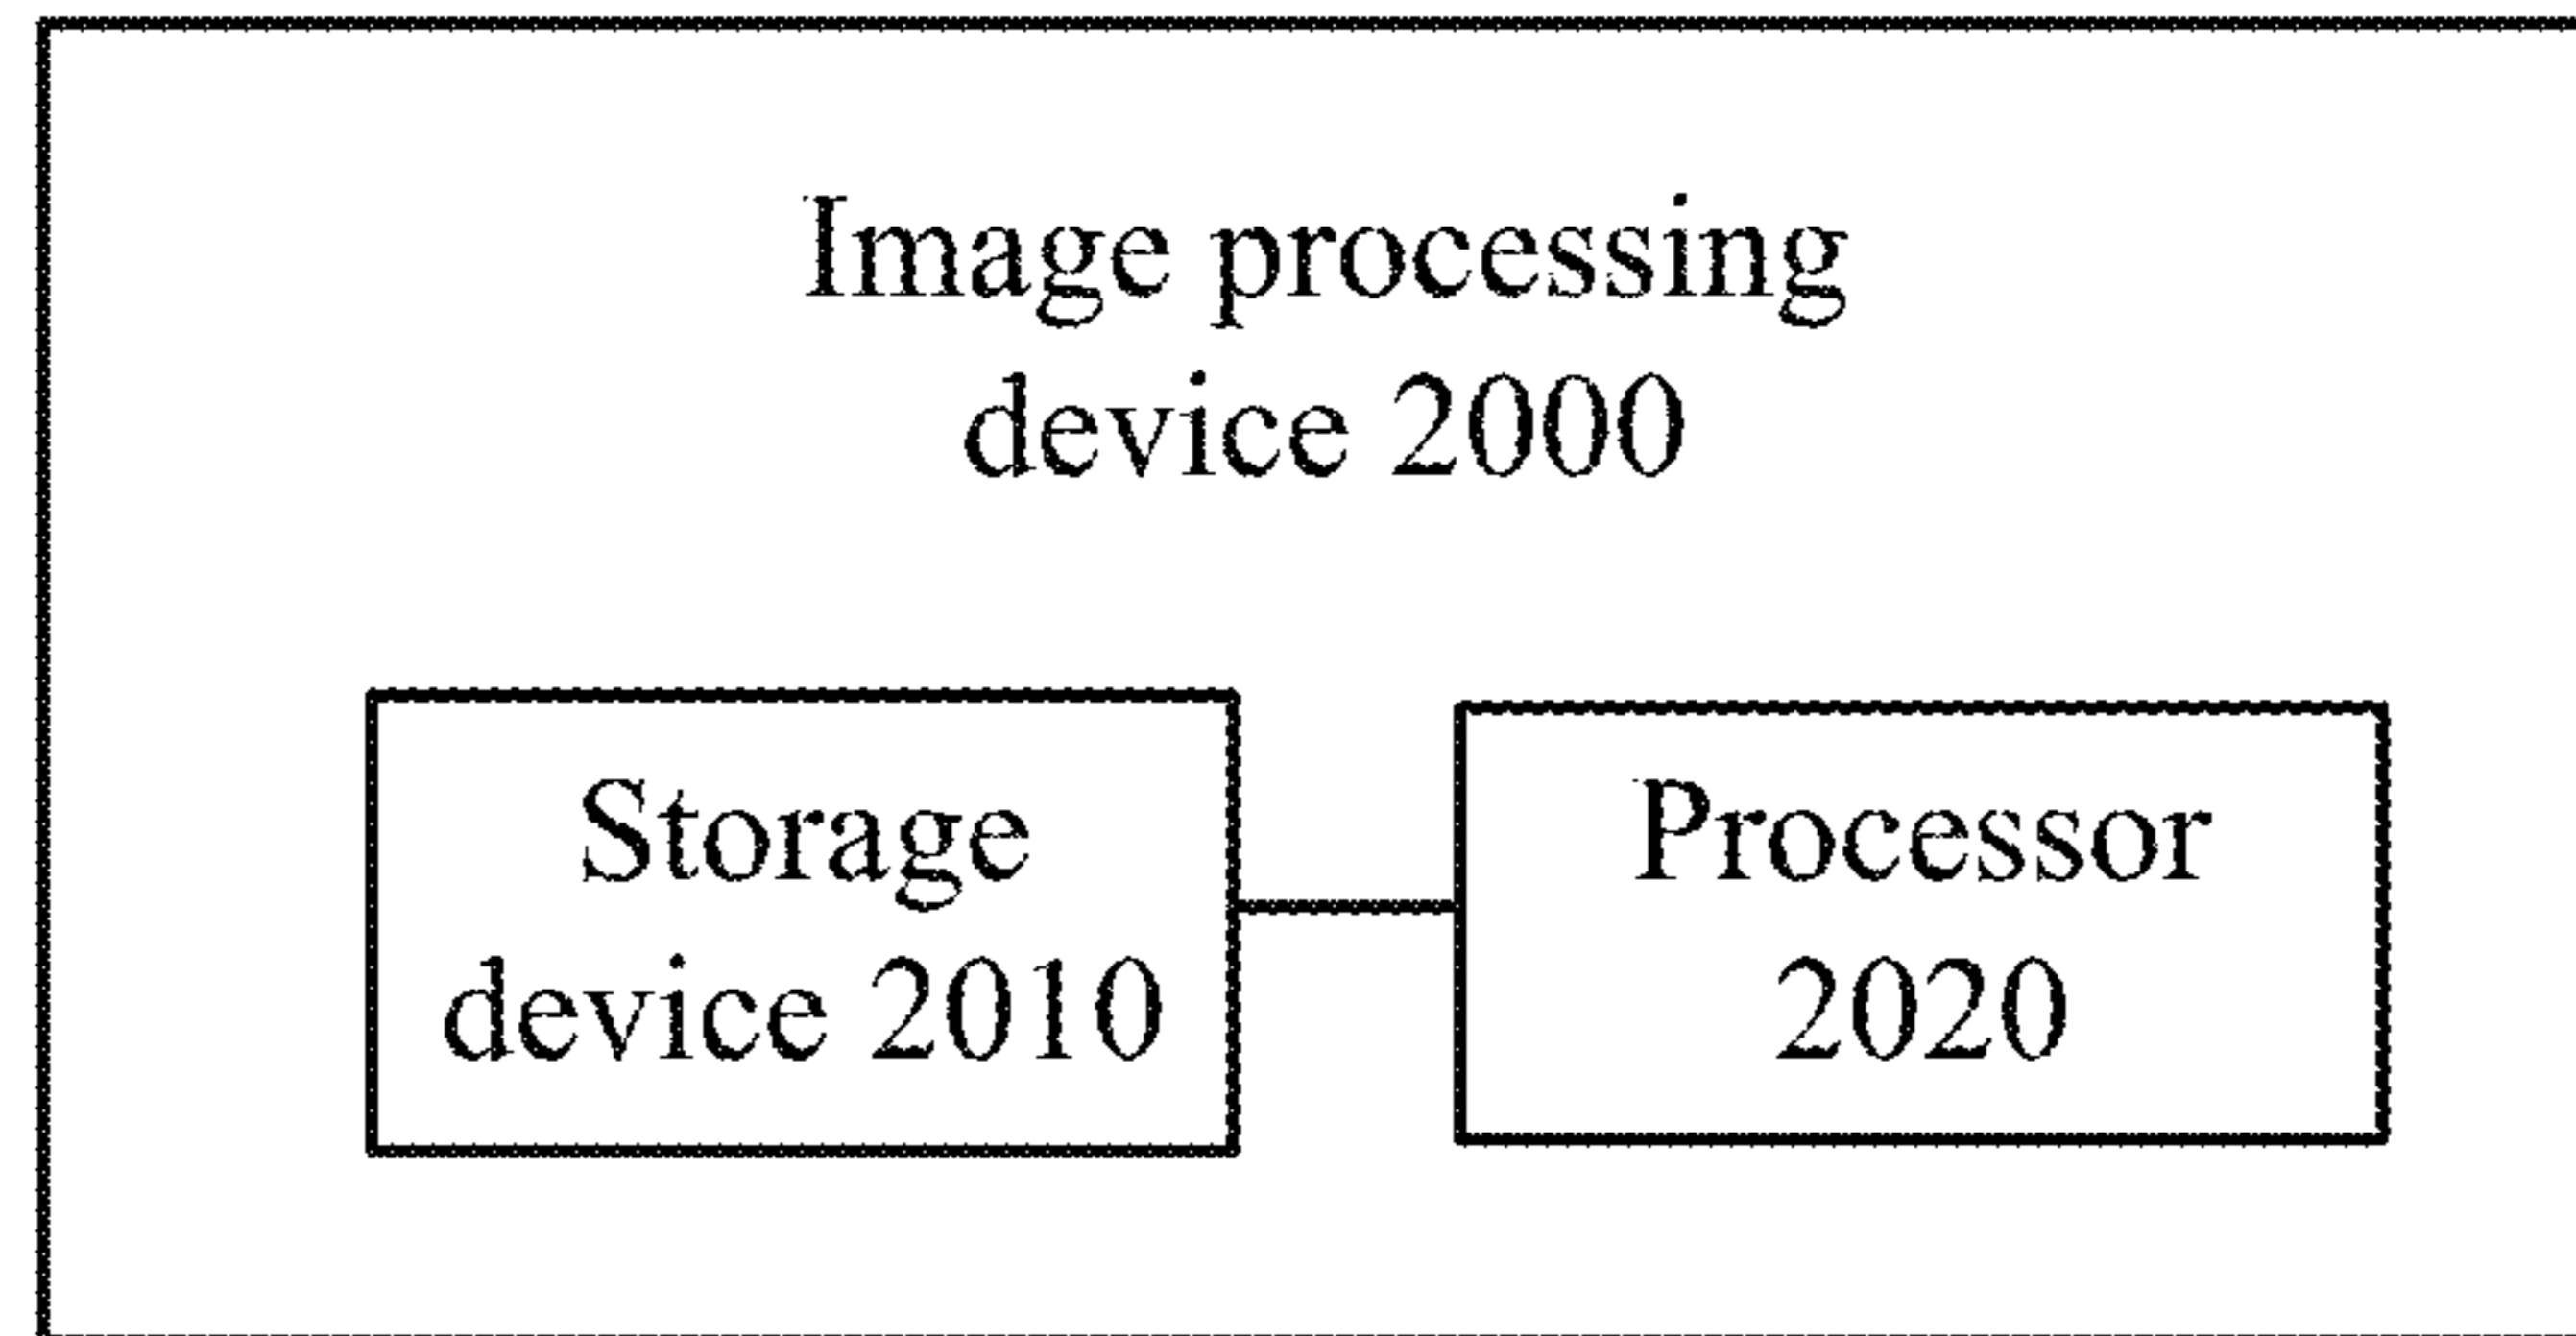 Image processing
device 2000
Storage
device 2010
Processor
2020